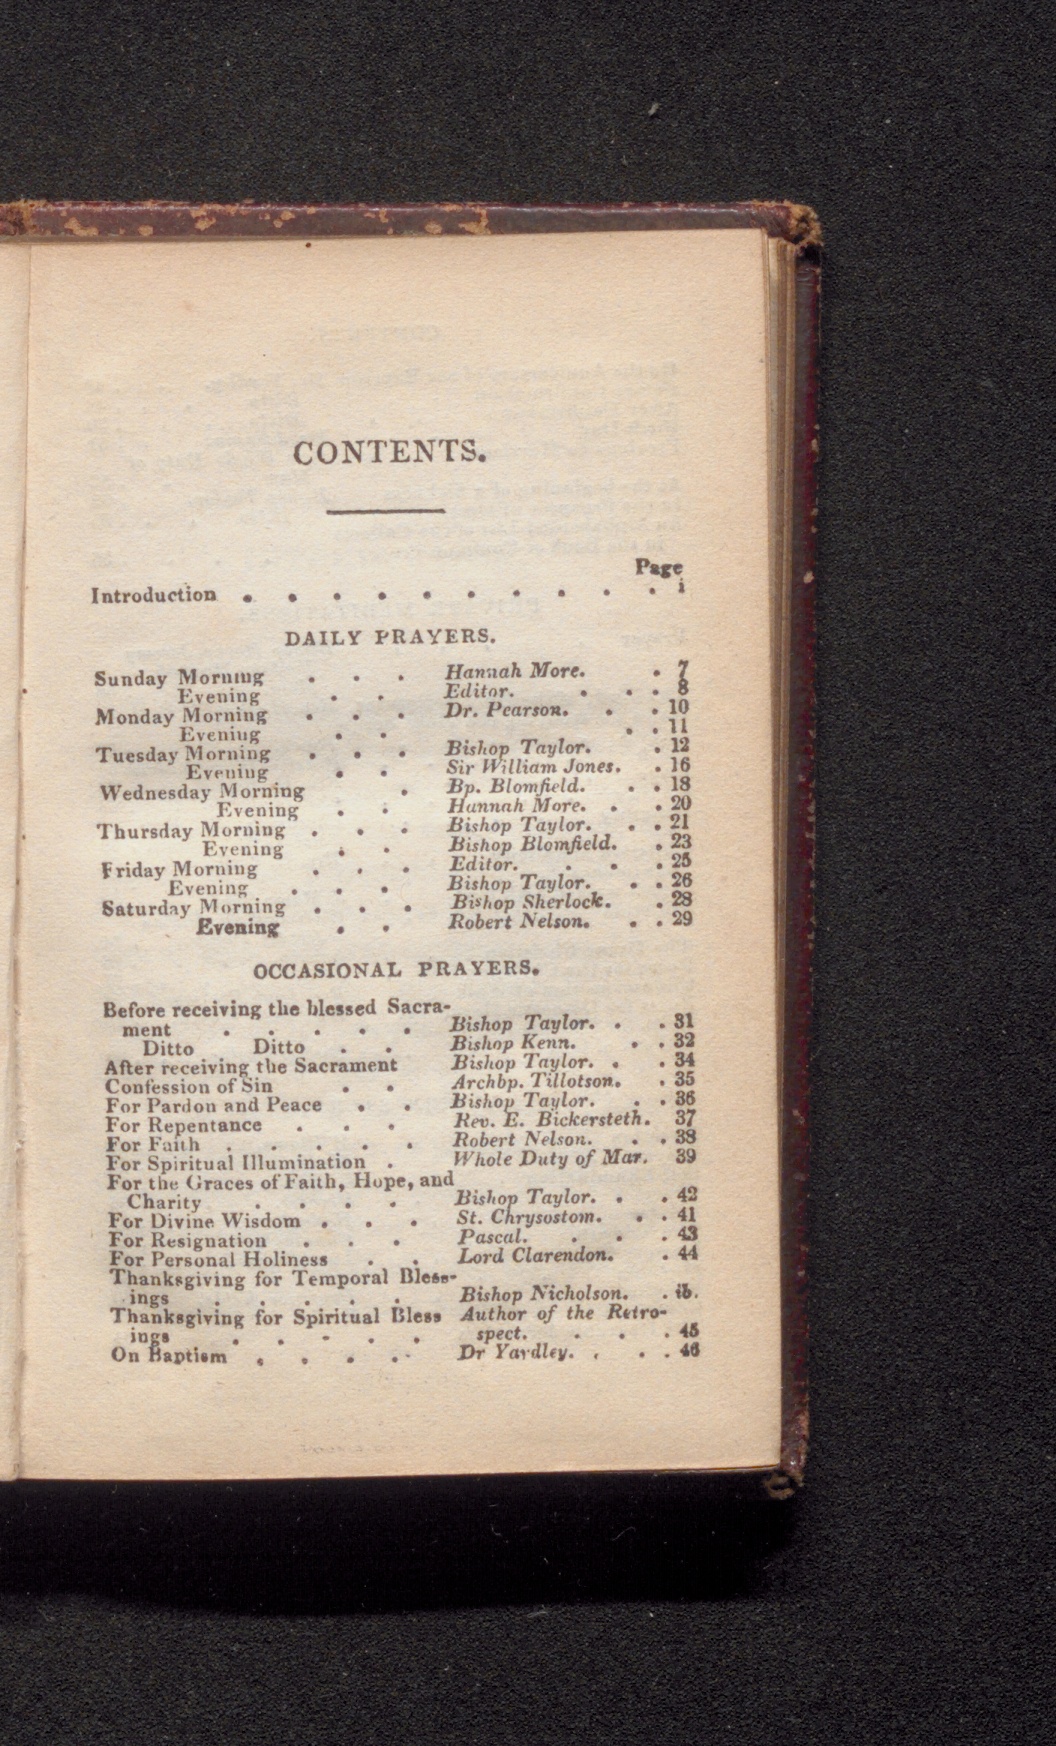 CONTENTS.
Page
Introduction . . . . . . . . . . i
DAILY PRAYERS.
Sunday Morning . . . Hannah More. . 7
Evening . . Editor. . . . 8
Monday Morning . . . Dr. Pearson. . . 10
Evening . . . . 11
Tuesday Morning . . . Bishop Taylor. . 12
Evening . . Sir William Jones. . 16
Wednesday Morning . Bp. Blomfield. . . 18
Evening . . Hannah More. . . 20
Thursday Morning . . . Bishop Taylor. . . 21
Evening . . Bishop Blomfield. . 23
Friday Morning . . . Editor. . . . 25
Evening . . . Bishop Taylor. . . 26
Saturday Morning . . . Bishop Sherlock. . 28
Evening . . Robert Nelson. . . 29
OCCASIONAL PRAYERS.
Before receiving the blessed Sacra-
ment . . . . . Bishop Taylor. . . 31
Ditto Ditto . . Bishop Kenn. . . 32
After receiving the Sacrament Bishop Taylor. . . 34
Confession of Sin . . Archbp. Tillotson. . 35
For Pardon and Peace . . Bishop Taylor. . . 36
For Repentance . . . Rev. E. Bickersteth. 37
For Faith . . . . . Robert Nelson. . . 38
For Spiritual Illumination . Whole Duty of Mar. 39
For the Graces of Faith, Hope, and
Charity . . . . Bishop Taylor. . . 42
For Divine Wisdom . . . St. Chrysostom. . . 41
For Resignation . . . Pascal. . . . 43
For Personal Holiness . . Lord Clarendon. . 44
Thanksgiving for Temporal Bless-
ings . . . . . Bishop Nicholson. . ib.
Thanksgiving for Spiritual Bless Author of the Retro-
ings . . . . . spect. . . . 45
On Baptism . . . . Dr Yardley. . . . 46